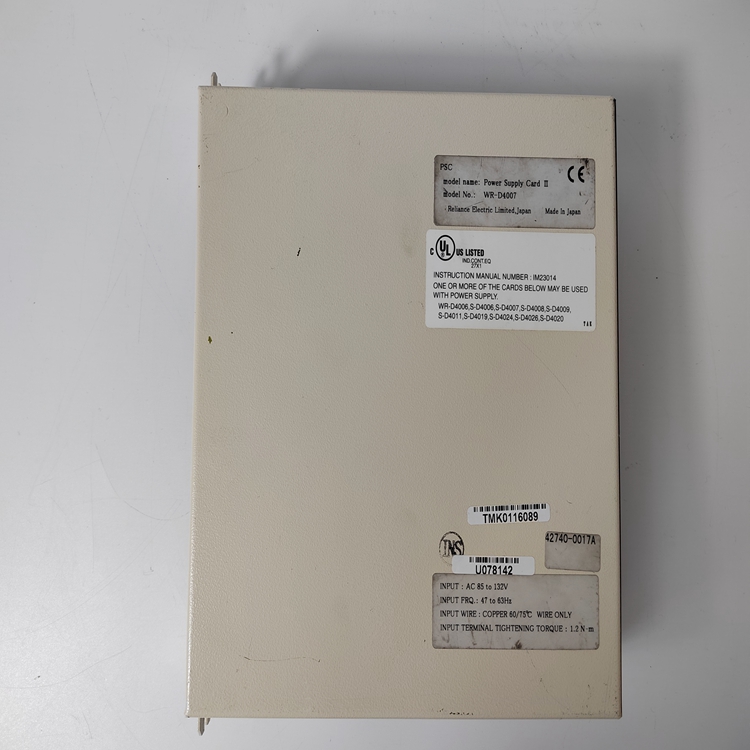 PSC
model name: Power Supply Card Ⅱ
model No.: WR-D4007
Reliance Electric Limited,Japan Made In Japan
CE
C UL US LISTED
IND.CONT.EQ
27X1
INSTRUCTION MANUAL NUMBER : IM23014
ONE OR MORE OF THE CARDS BELOW MAY BE USED
WITH POWER SUPPLY.
WR-D4006,S-D4006,S-D4007,S-D4008,S-D4009,
S-D4011,S-D4019,S-D4024,S-D4026,S-D4020
TMK0116089
42740-0017A
INS
U078142
INPUT : AC 85 to 132V
INPUT FRQ. : 47 to 63Hz
INPUT WIRE : COPPER 60/75℃ WIRE ONLY
INPUT TERMINAL TIGHTENING TORQUE : 1.2 N-m